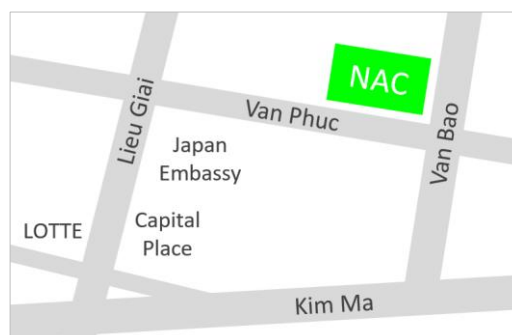 NAC
Lieu Giai
Van Phuc
Van Bao
Japan
Embassy
LOTTE
Capital
Place
Kim Ma